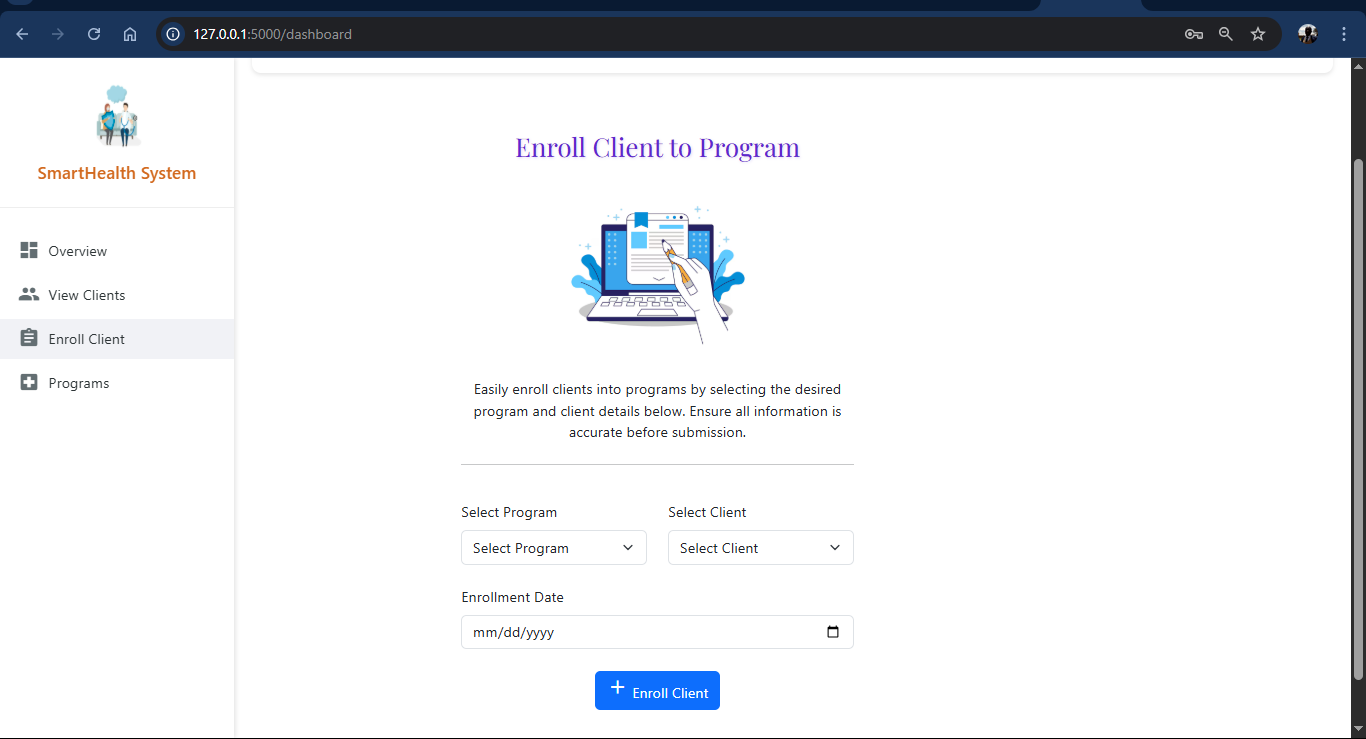 127.0.0.1:5000/dashboard
SmartHealth System
Overview
View Clients
Enroll Client
Programs
Enroll Client to Program
Easily enroll clients into programs by selecting the desired
program and client details below. Ensure all information is
accurate before submission.
Select Program
Select Client
Select Program
Select Client
Enrollment Date
mm/dd/yyyy
Enroll Client